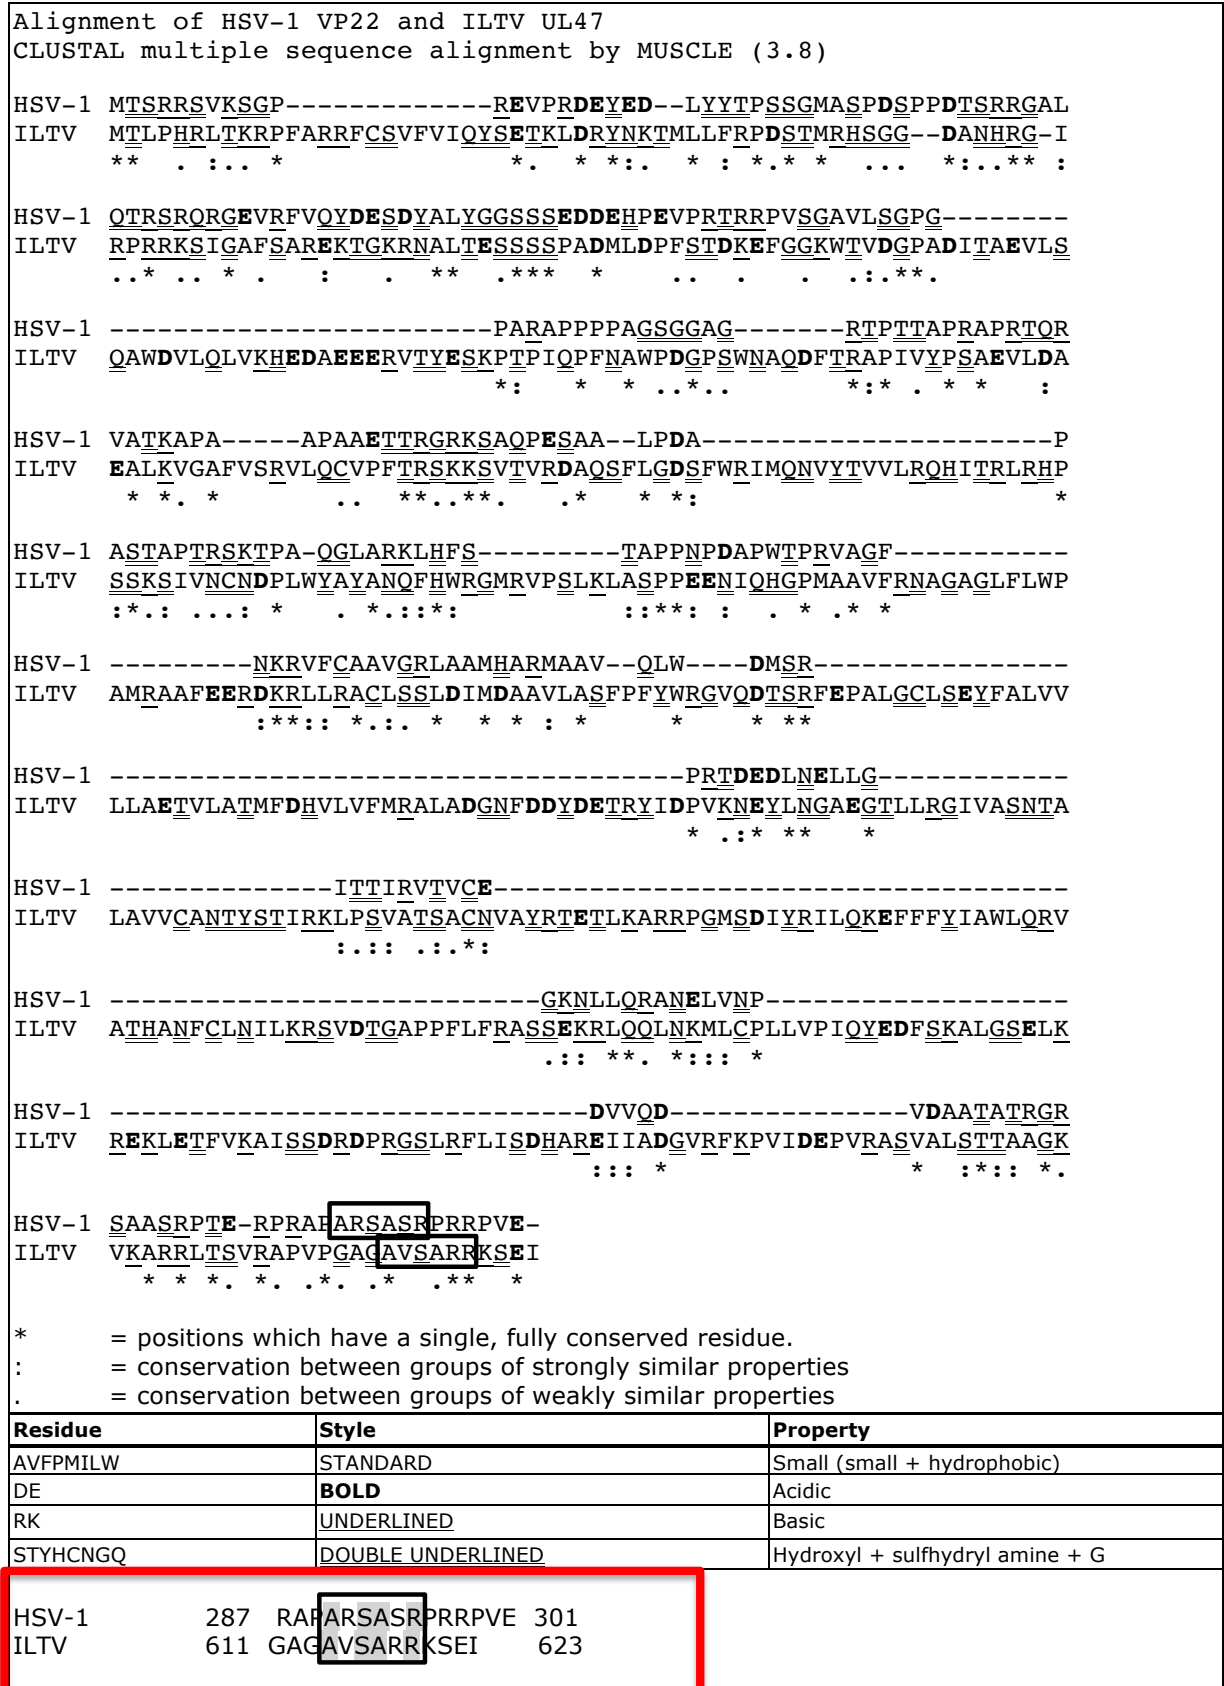 Alignment of HSV-1 VP22 and ILTV UL47
CLUSTAL multiple sequence alignment by MUSCLE (3.8)
HSV-1 MTSRRSVKSGP-------------REVPRDEYED--LYYTPSSGMASPDSPPDTSRRGAL
ILTV MTLPHRLTKRPFARRFCSVFVIQYSETKLDRYNKTMLLFRPDSTMRHSGG--DANHRG-I
** . :.. * *. * *:. * : *.* * ... *:..** :
HSV-1 QTRSRQRGEVRFVQYDESDYALYGGSSSEDDEHPEVPRTRRPVSGAVLSGPG--------
ILTV RPRRKSIGAFSAREKTGKRNALTESSSSPADMLDPFSTDKEFGGKWTVDGPADITAEVLS
..* .. * . : . ** .*** * .. . . .:.**.
HSV-1 ------------------------PARAPPPPAGSGGAG-------RTPTTAPRAPRTQR
ILTV QAWDVLQLVKHEDAEEERVTYESKPTPIQPFNAWPDGPSWNAQDFTRAPIVYPSAEVLDA
*: * * ..*.. *:* . * * :
HSV-1 VATKAPA-----APAAETTRGRKSAQPESAA--LPDA----------------------P
ILTV EALKVGAFVSRVLQCVPFTRSKKSVTVRDAQSFLGDSFWRIMQNVYTVVLRQHITRLRHP
* *. * .. **..**. .* * *: *
HSV-1 ASTAPTRSKTPA-QGLARKLHFS---------TAPPNPDAPWTPRVAGF-----------
ILTV SSKSIVNCNDPLWYAYANQFHWRGMRVPSLKLASPPEENIQHGPMAAVFRNAGAGLFLWP
:*.: ...: * . *.::*: ::**: : . * .* *
HSV-1 ---------NKRVFCAAVGRLAAMHARMAAV--QLW----DMSR----------------
ILTV AMRAAFEERDKRLLRACLSSLDIMDAAVLASFPFYWRGVQDTSRFEPALGCLSEYFALVV
:**:: *.:. * * * : * * * **
HSV-1 ------------------------------------PRTDEDLNELLG------------
ILTV LLAETVLATMFDHVLVFMRALADGNFDDYDETRYIDPVKNEYLNGAEGTLLRGIVASNTA
* .:* ** *
HSV-1 --------------ITTIRVTVCE------------------------------------
ILTV LAVVCANTYSTIRKLPSVATSACNVAYRTETLKARRPGMSDIYRILQKEFFFYIAWLQRV
:.:: .:.*:
HSV-1 ---------------------------GKNLLQRANELVNP-------------------
ILTV ATHANFCLNILKRSVDTGAPPFLFRASSEKRLQQLNKMLCPLLVPIQYEDFSKALGSELK
.:: **. *::: *
HSV-1 ------------------------------DVVQD---------------VDAATATRGR
ILTV REKLETFVKAISSDRDPRGSLRFLISDHAREIIADGVRFKPVIDEPVRASVALSTTAAGK
::: * * :*:: *.
HSV-1 SAASRPTE-RPRAPARSASRPRRPVE-
ILTV VKARRLTSVRAPVPGAGAVSARRKSEI
* * *. *. .*. .* .** *
* = positions which have a single, fully conserved residue.
: = conservation between groups of strongly similar properties
. = conservation between groups of weakly similar properties
Residue Style Property
AVFPMILW STANDARD Small (small + hydrophobic)
DE BOLD Acidic
RK UNDERLINED Basic
STYHCNGQ DOUBLE UNDERLINED Hydroxyl + sulfhydryl amine + G
HSV-1 287 RAPARSASRPRRPVE 301
ILTV 611 GAGAVSARRKSEI 623